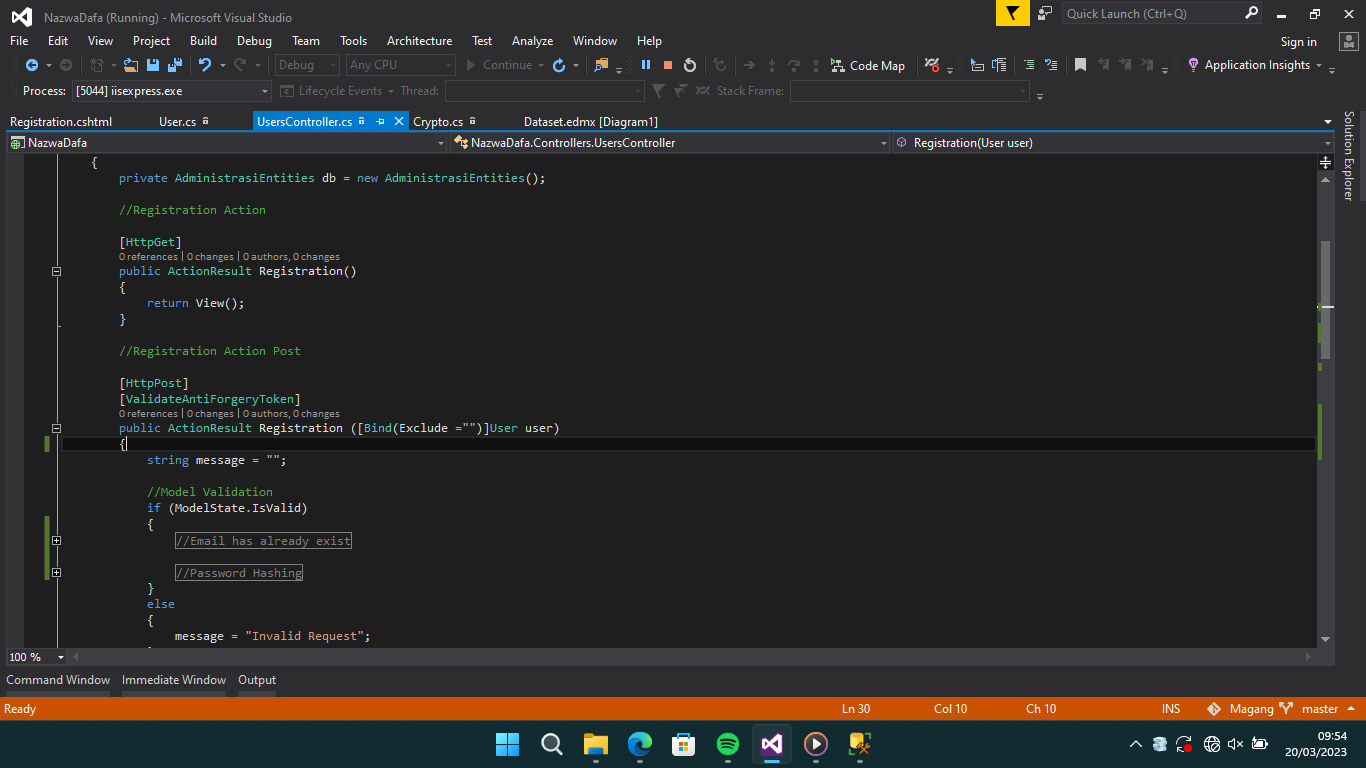 NazwaDafa (Running) - Microsoft Visual Studio
Quick Launch (Ctrl+Q)
File Edit View Project Build Debug Team Tools Architecture Test Analyze Window Help
Sign in
Debug Any CPU Continue Code Map Application Insights
Process: [5044] iisexpress.exe Lifecycle Events Thread: Stack Frame:
Registration.cshtml User.cs UsersController.cs Crypto.cs Dataset.edmx [Diagram1]
Solution Explorer
NazwaDafa NazwaDafa.Controllers.UsersController Registration(User user)
{
private AdministrasiEntities db = new AdministrasiEntities();
//Registration Action
[HttpGet]
0 references | 0 changes | 0 authors, 0 changes
public ActionResult Registration()
{
return View();
}
//Registration Action Post
[HttpPost]
[ValidateAntiForgeryToken]
0 references | 0 changes | 0 authors, 0 changes
public ActionResult Registration ([Bind(Exclude ="")]User user)
{
string message = "";
//Model Validation
if (ModelState.IsValid)
{
//Email has already exist
//Password Hashing
}
else
{
message = "Invalid Request";
100 %
Command Window Immediate Window Output
Ready Ln 30 Col 10 Ch 10 INS Magang master
09:54
20/03/2023